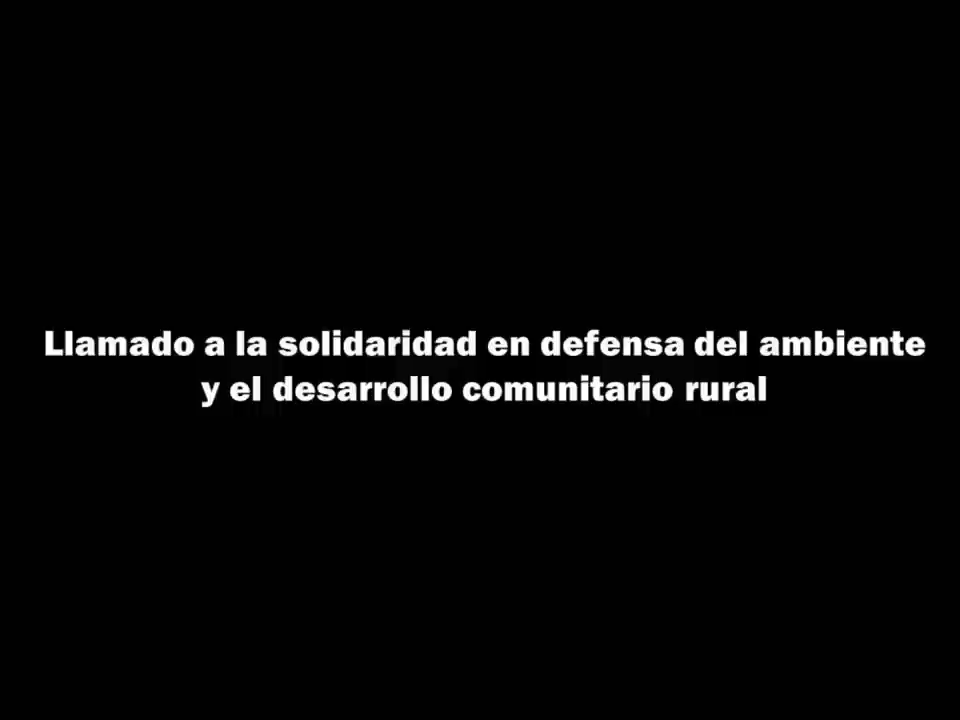 Llamado a la solidaridad en defensa del ambiente
y el desarrollo comunitario rural